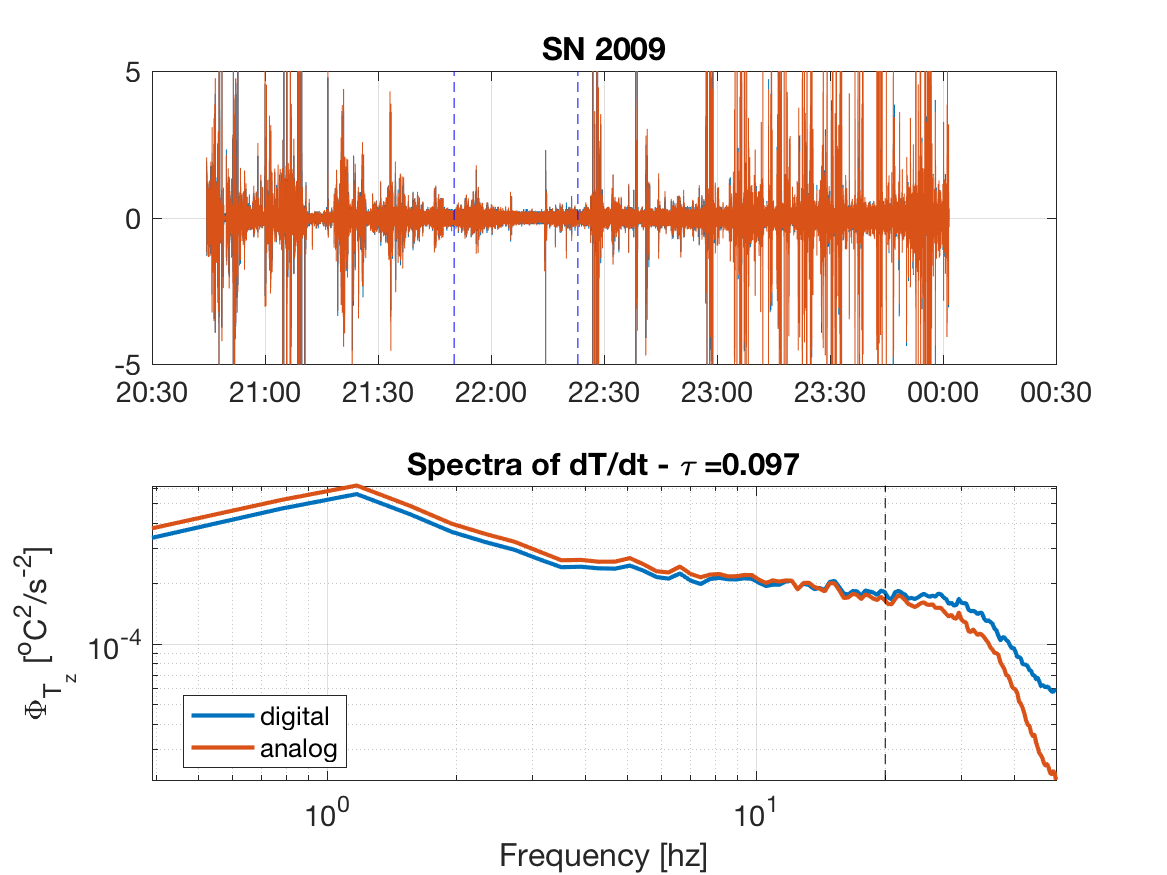 SN 2009
5
0
-5
20:30 21:00 21:30 22:00 22:30 23:00 23:30 00:00 00:30
Spectra of dT/dt - τ =0.097
Φ_{T_z} [°C²/s⁻²]
10⁻⁴
digital
analog
10⁰ 10¹
Frequency [hz]